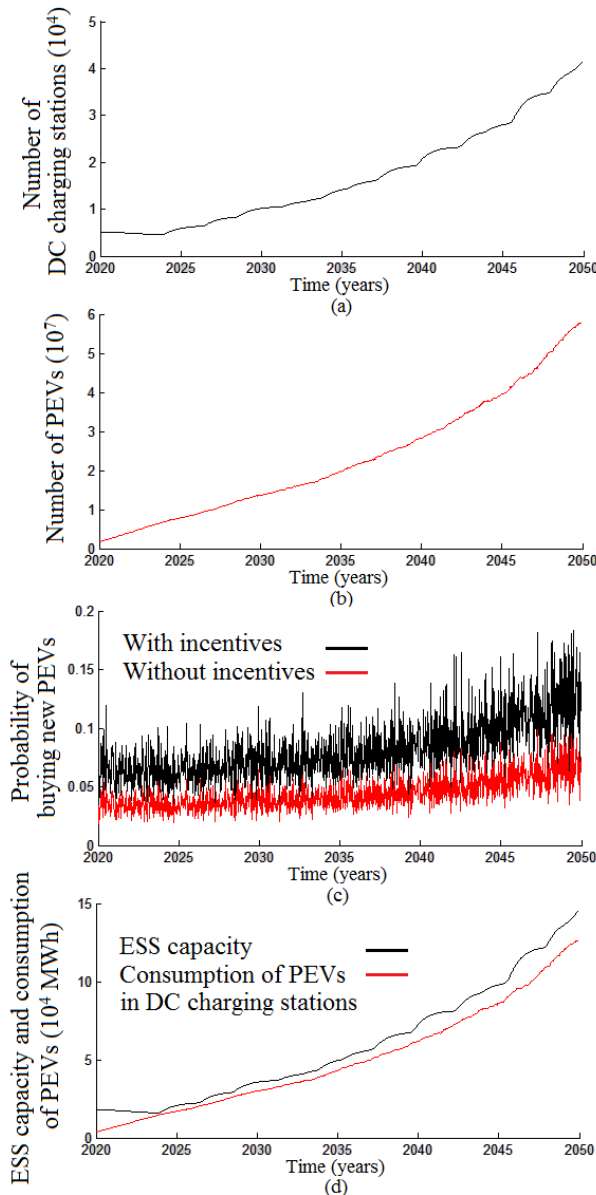 Number of
DC charging stations (10⁴)
5
4
3
2
1
0
2020 2025 2030 2035 2040 2045 2050
Time (years)
(a)
Number of PEVs (10⁷)
6
5
4
3
2
1
0
2020 2025 2030 2035 2040 2045 2050
Time (years)
(b)
Probability of
buying new PEVs
0.2
0.15
0.1
0.05
0
With incentives
Without incentives
2020 2025 2030 2035 2040 2045 2050
Time (years)
(c)
ESS capacity and consumption
of PEVs (10⁴ MWh)
15
10
5
0
ESS capacity
Consumption of PEVs
in DC charging stations
2020 2025 2030 2035 2040 2045 2050
Time (years)
(d)